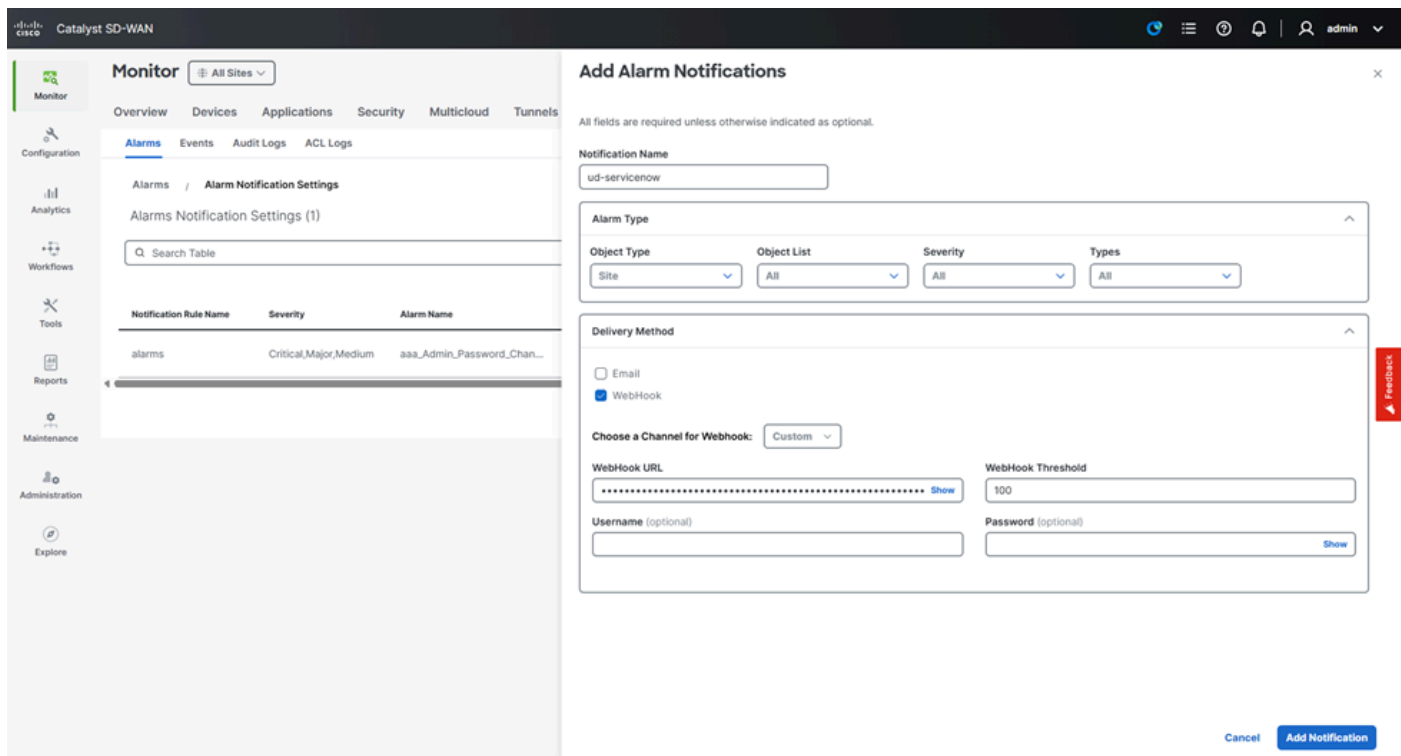 cisco Catalyst SD-WAN admin
Monitor
Configuration
Analytics
Workflows
Tools
Reports
Maintenance
Administration
Explore
Monitor All Sites
Overview Devices Applications Security Multicloud Tunnels
Alarms Events Audit Logs ACL Logs
Alarms / Alarm Notification Settings
Alarms Notification Settings (1)
Search Table
Notification Rule Name Severity Alarm Name
alarms Critical,Major,Medium aaa_Admin_Password_Chan...
Add Alarm Notifications
All fields are required unless otherwise indicated as optional.
Notification Name
ud-servicenow
Alarm Type
Object Type Object List Severity Types
Site All All All
Delivery Method
Email
WebHook
Choose a Channel for Webhook: Custom
WebHook URL WebHook Threshold
•••••••••••••••••••••••••••••••••••••••••••••••••••••••• Show 100
Username (optional) Password (optional)
Show
Cancel Add Notification
Feedback